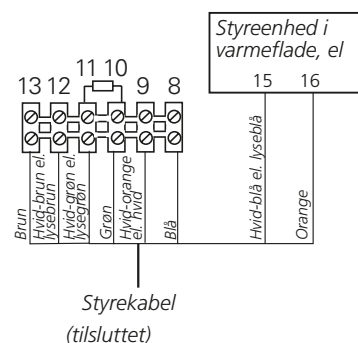 Styreenhed i
varmeflade, el
15 16
11 10
13 12 9 8
Brun
Hvid-brun el.
lysebrun
Hvid-grøn el.
lysegrøn
Grøn
Hvid-orange
el. hvid
Blå
Hvid-blå el. lyseblå
Orange
Styrekabel
(tilsluttet)